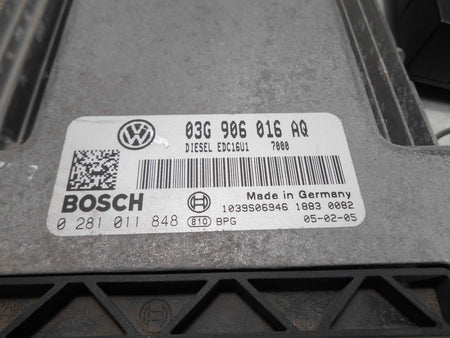 03G 906 016 AQ
DIESEL EDC16U1 7000
BOSCH
Made in Germany
1039S06946 1883 0082
0 281 011 848 810 BPG 05-02-05